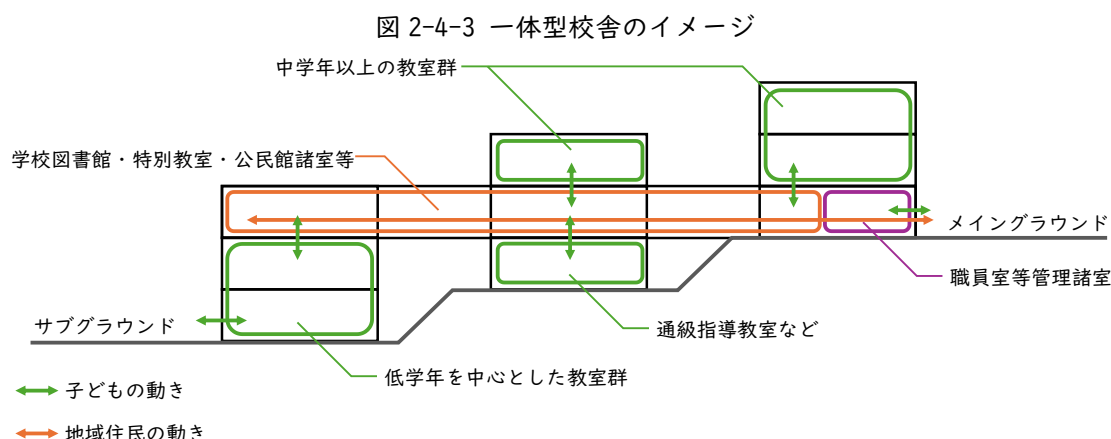 図 2-4-3 一体型校舎のイメージ
中学年以上の教室群
学校図書館・特別教室・公民館諸室等
メイングラウンド
職員室等管理諸室
サブグラウンド
通級指導教室など
低学年を中心とした教室群
子どもの動き
地域住民の動き